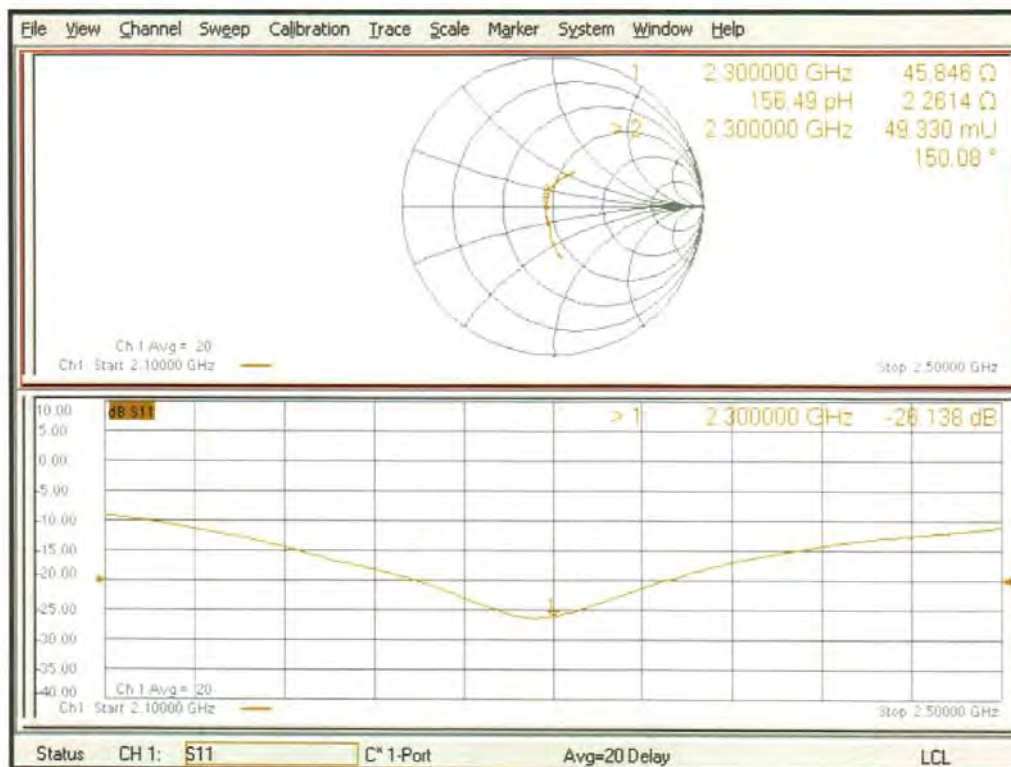 File View Channel Sweep Calibration Trace Scale Marker System Window Help
1 2.300000 GHz 45.846 Ω
156.49 pH 2.2614 Ω
> 2 2.300000 GHz 49.330 mU
150.08 °
Ch 1 Avg = 20
Ch1: Start 2.10000 GHz
Stop 2.50000 GHz
10.00
dB S11
> 1 2.300000 GHz -26.138 dB
5.00
0.00
-5.00
-10.00
-15.00
-20.00
-25.00
1
-30.00
-35.00
-40.00
Ch 1 Avg = 20
Ch1: Start 2.10000 GHz
Stop 2.50000 GHz
Status CH 1: S11 C* 1-Port Avg=20 Delay LCL